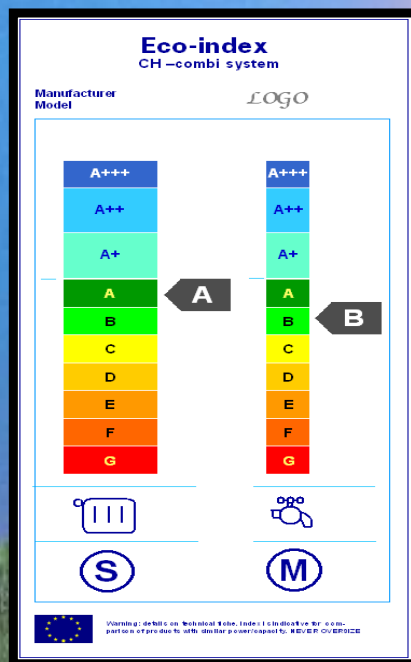 Eco-index
CH –combi system
Manufacturer
Model
LOGO
A+++ A+++
A++ A++
A+ A+
A A A
B B B
C C
D D
E E
F F
G G
S M
Warning: details on technical fiche. Index is indicative for com-
parison of products with similar power/capacity. NEVER OVERSIZE